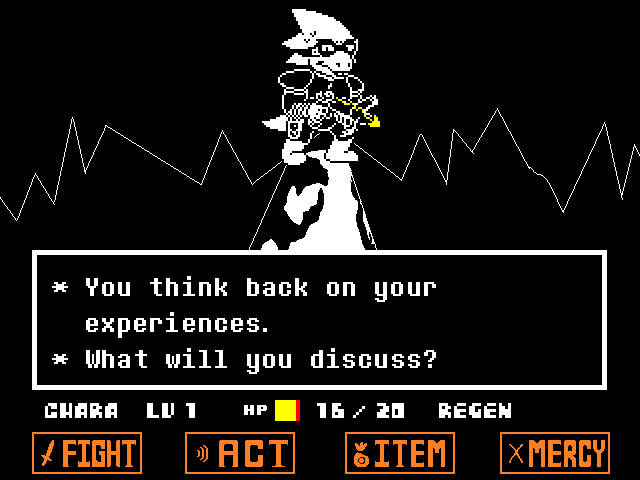 * You think back on your
experiences.
* What will you discuss?
CHARA LV 1 HP 16 / 20 REGEN
FIGHT ACT ITEM MERCY